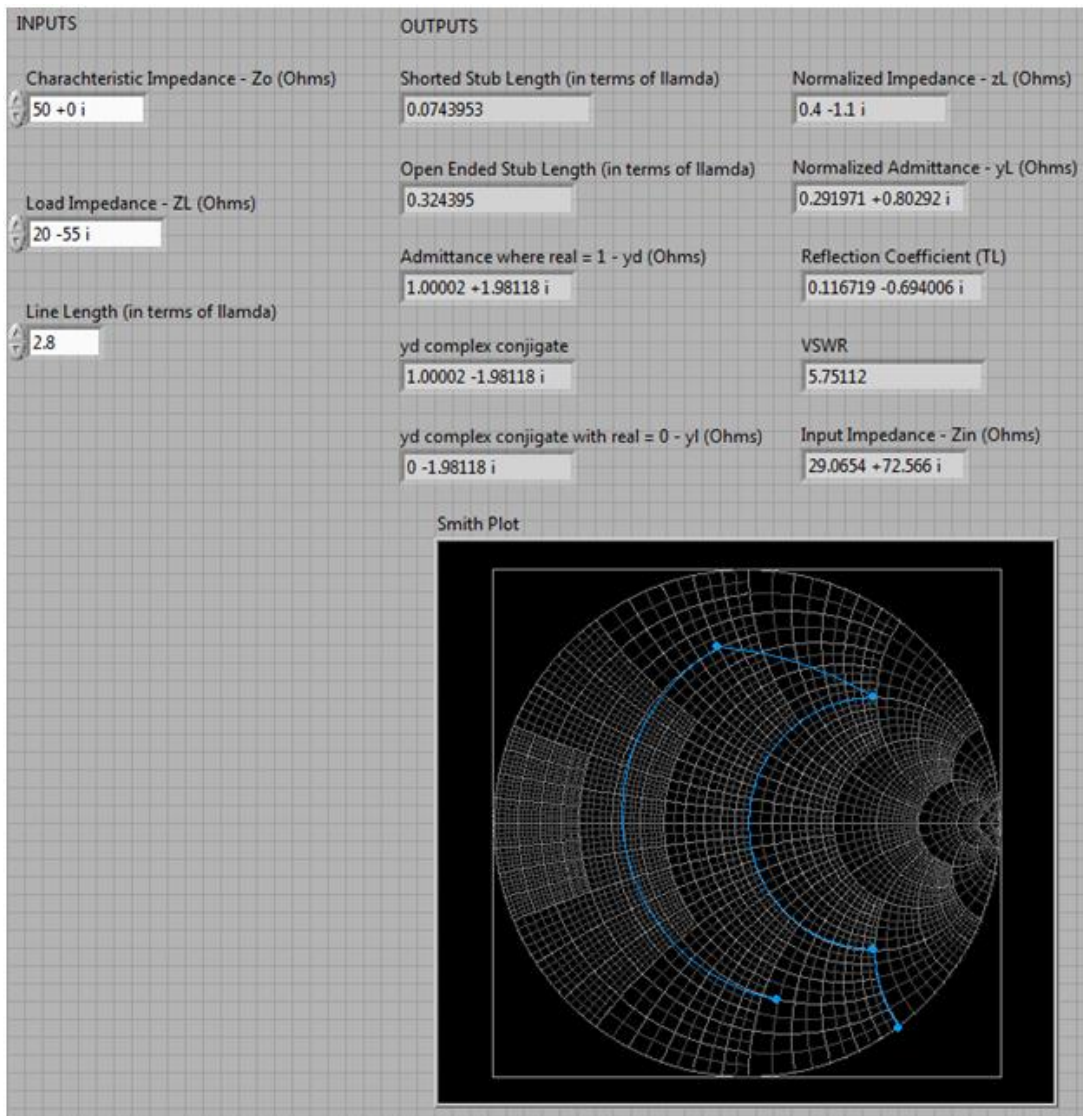 INPUTS
Charachteristic Impedance - Zo (Ohms)
50 +0 i
Load Impedance - ZL (Ohms)
20 -55 i
Line Length (in terms of llamda)
2.8
OUTPUTS
Shorted Stub Length (in terms of llamda)
0.0743953
Open Ended Stub Length (in terms of llamda)
0.324395
Admittance where real = 1 - yd (Ohms)
1.00002 +1.98118 i
yd complex conjigate
1.00002 -1.98118 i
yd complex conjigate with real = 0 - yl (Ohms)
0 -1.98118 i
Normalized Impedance - zL (Ohms)
0.4 -1.1 i
Normalized Admittance - yL (Ohms)
0.291971 +0.80292 i
Reflection Coefficient (TL)
0.116719 -0.694006 i
VSWR
5.75112
Input Impedance - Zin (Ohms)
29.0654 +72.566 i
Smith Plot